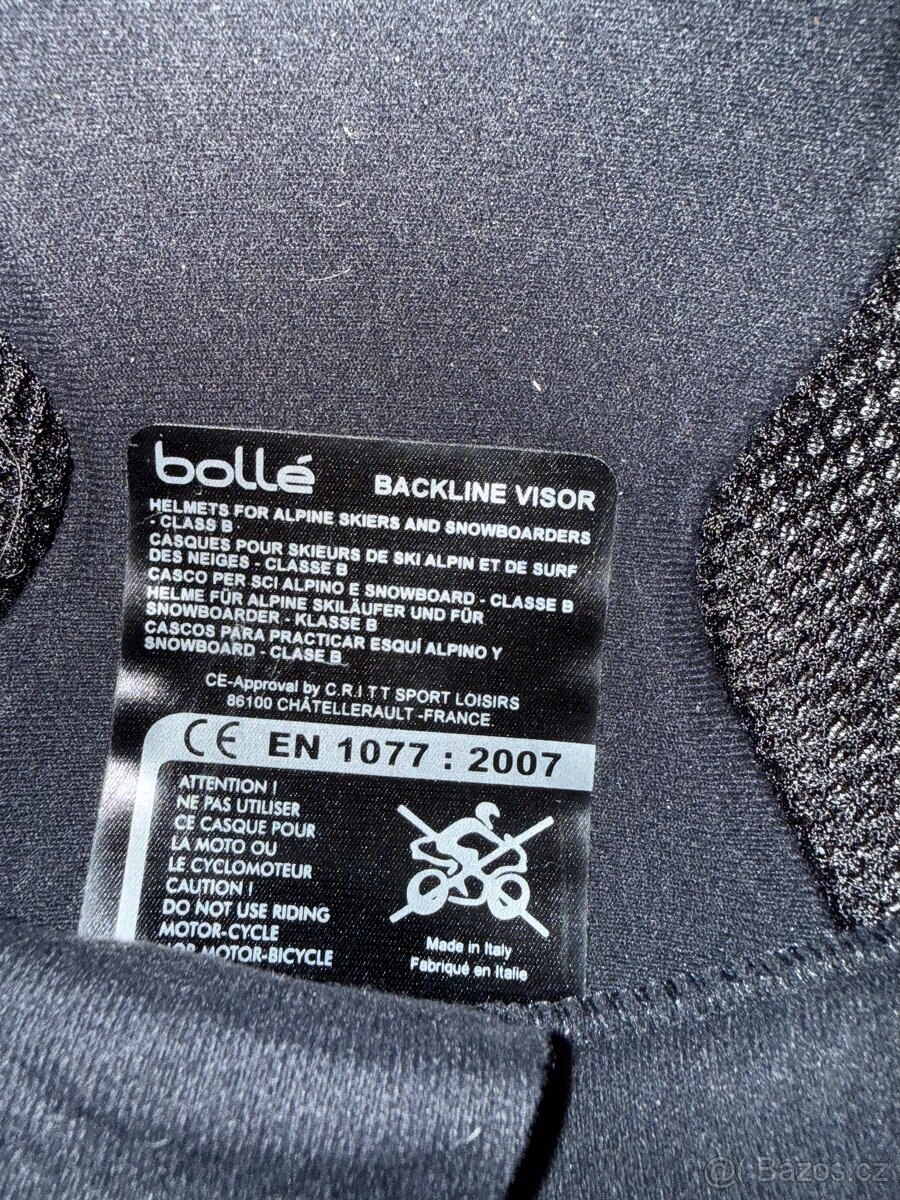 bollé BACKLINE VISOR
HELMETS FOR ALPINE SKIERS AND SNOWBOARDERS
- CLASS B
CASQUES POUR SKIEURS DE SKI ALPIN ET DE SURF
DES NEIGES - CLASSE B
CASCO PER SCI ALPINO E SNOWBOARD - CLASSE B
HELME FÜR ALPINE SKILÄUFER UND FÜR
SNOWBOARDER - KLASSE B
CASCOS PARA PRACTICAR ESQUÍ ALPINO Y
SNOWBOARD - CLASE B
CE-Approval by C.R.I T T SPORT LOISIRS
86100 CHÂTELLERAULT -FRANCE
CE EN 1077 : 2007
ATTENTION !
NE PAS UTILISER
CE CASQUE POUR
LA MOTO OU
LE CYCLOMOTEUR
CAUTION !
DO NOT USE RIDING
MOTOR-CYCLE
OR MOTOR-BICYCLE
Made in Italy
Fabriqué en Italie
@ Bazoš.cz